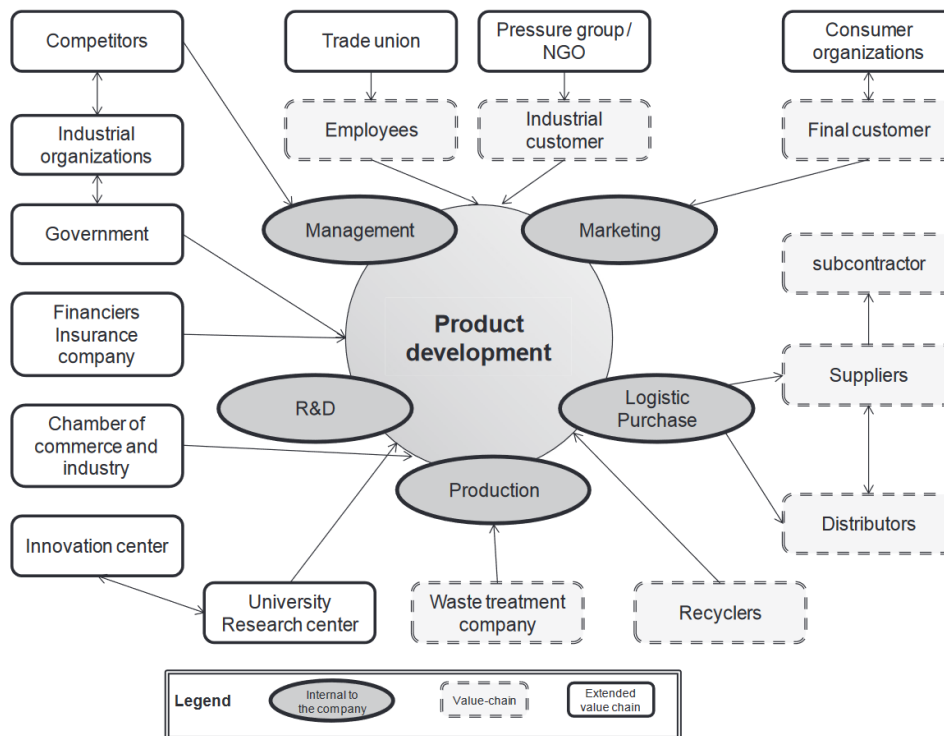 Competitors
Trade union
Pressure group /
NGO
Consumer
organizations
Industrial
organizations
Employees
Industrial
customer
Final customer
Government
Management
Marketing
subcontractor
Financiers
Insurance
company
Product
development
Suppliers
R&D
Logistic
Purchase
Chamber of
commerce and
industry
Production
Distributors
Innovation center
University
Research center
Waste treatment
company
Recyclers
Legend
Internal to
the company
Value-chain
Extended
value chain